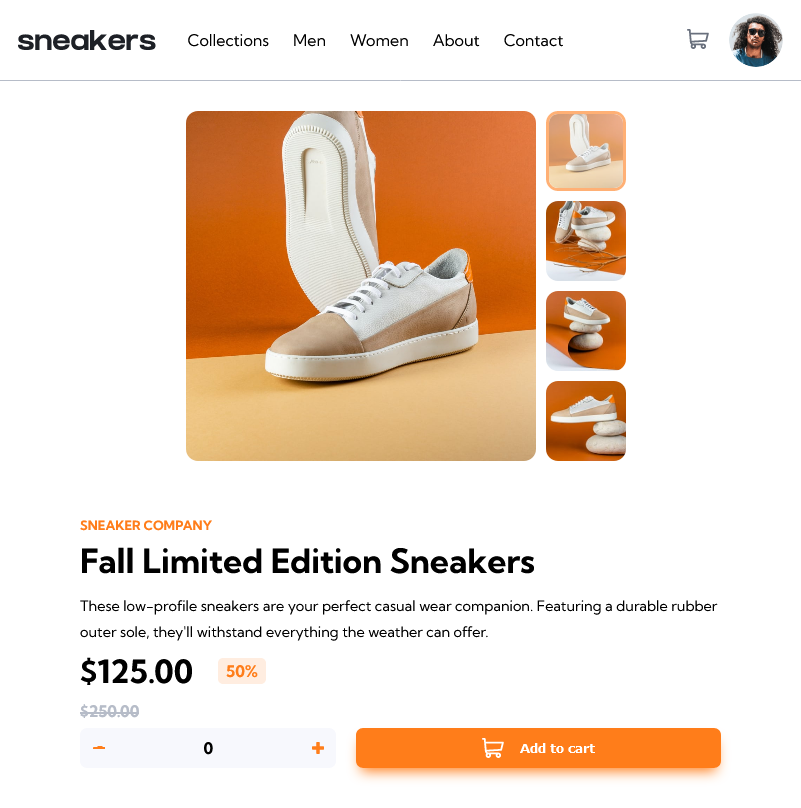 sneakers
Collections Men Women About Contact
SNEAKER COMPANY
Fall Limited Edition Sneakers
These low-profile sneakers are your perfect casual wear companion. Featuring a durable rubber
outer sole, they'll withstand everything the weather can offer.
$125.00 50%
$250.00
− 0 +
Add to cart